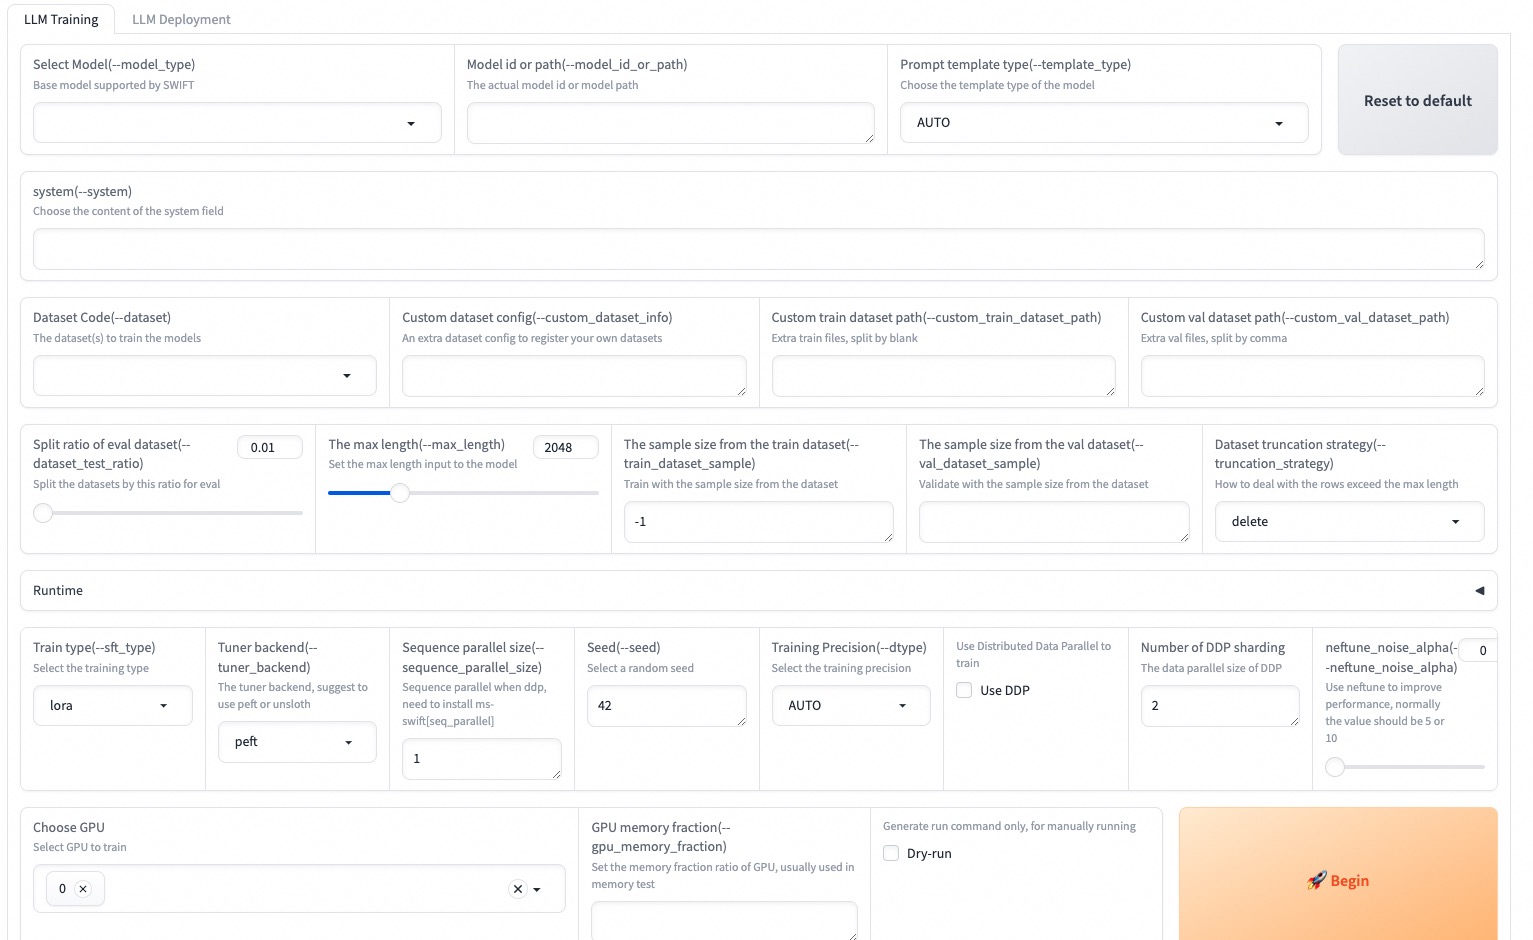 LLM Training
LLM Deployment
Select Model(--model_type)
Base model supported by SWIFT
Model id or path(--model_id_or_path)
The actual model id or model path
Prompt template type(--template_type)
Choose the template type of the model
AUTO
Reset to default
system(--system)
Choose the content of the system field
Dataset Code(--dataset)
The dataset(s) to train the models
Custom dataset config(--custom_dataset_info)
An extra dataset config to register your own datasets
Custom train dataset path(--custom_train_dataset_path)
Extra train files, split by blank
Custom val dataset path(--custom_val_dataset_path)
Extra val files, split by comma
Split ratio of eval dataset(--
dataset_test_ratio)
Split the datasets by this ratio for eval
0.01
The max length(--max_length)
Set the max length input to the model
2048
The sample size from the train dataset(--
train_dataset_sample)
Train with the sample size from the dataset
-1
The sample size from the val dataset(--
val_dataset_sample)
Validate with the sample size from the dataset
Dataset truncation strategy(--
truncation_strategy)
How to deal with the rows exceed the max length
delete
Runtime
Train type(--sft_type)
Select the training type
lora
Tuner backend(--
tuner_backend)
The tuner backend, suggest to
use peft or unsloth
peft
Sequence parallel size(--
sequence_parallel_size)
Sequence parallel when ddp,
need to install ms-
swift[seq_parallel]
1
Seed(--seed)
Select a random seed
42
Training Precision(--dtype)
Select the training precision
AUTO
Use Distributed Data Parallel to
train
Use DDP
Number of DDP sharding
The data parallel size of DDP
2
neftune_noise_alpha(-
-neftune_noise_alpha)
Use neftune to improve
performance, normally
the value should be 5 or
10
0
Choose GPU
Select GPU to train
0
GPU memory fraction(--
gpu_memory_fraction)
Set the memory fraction ratio of GPU, usually used in
memory test
Generate run command only, for manually running
Dry-run
🚀 Begin